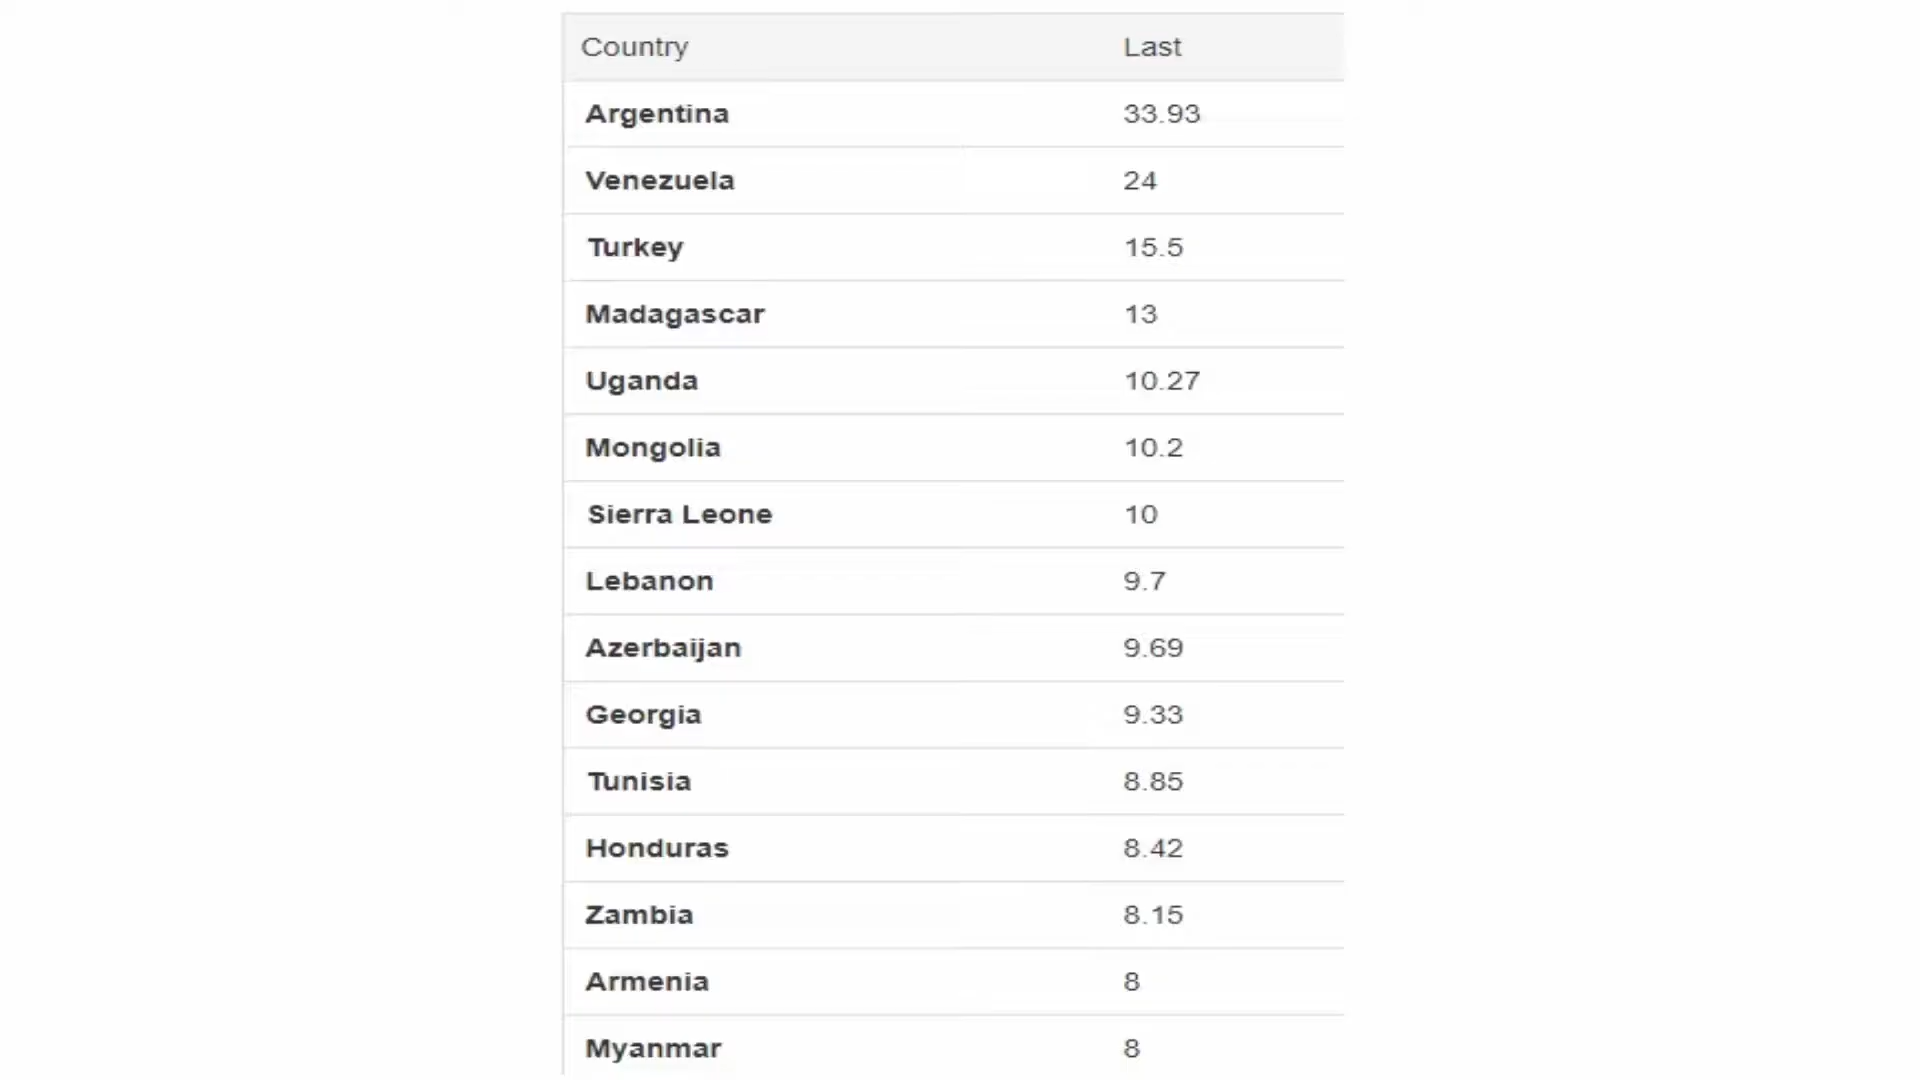 Country Last
Argentina 33.93
Venezuela 24
Turkey 15.5
Madagascar 13
Uganda 10.27
Mongolia 10.2
Sierra Leone 10
Lebanon 9.7
Azerbaijan 9.69
Georgia 9.33
Tunisia 8.85
Honduras 8.42
Zambia 8.15
Armenia 8
Myanmar 8